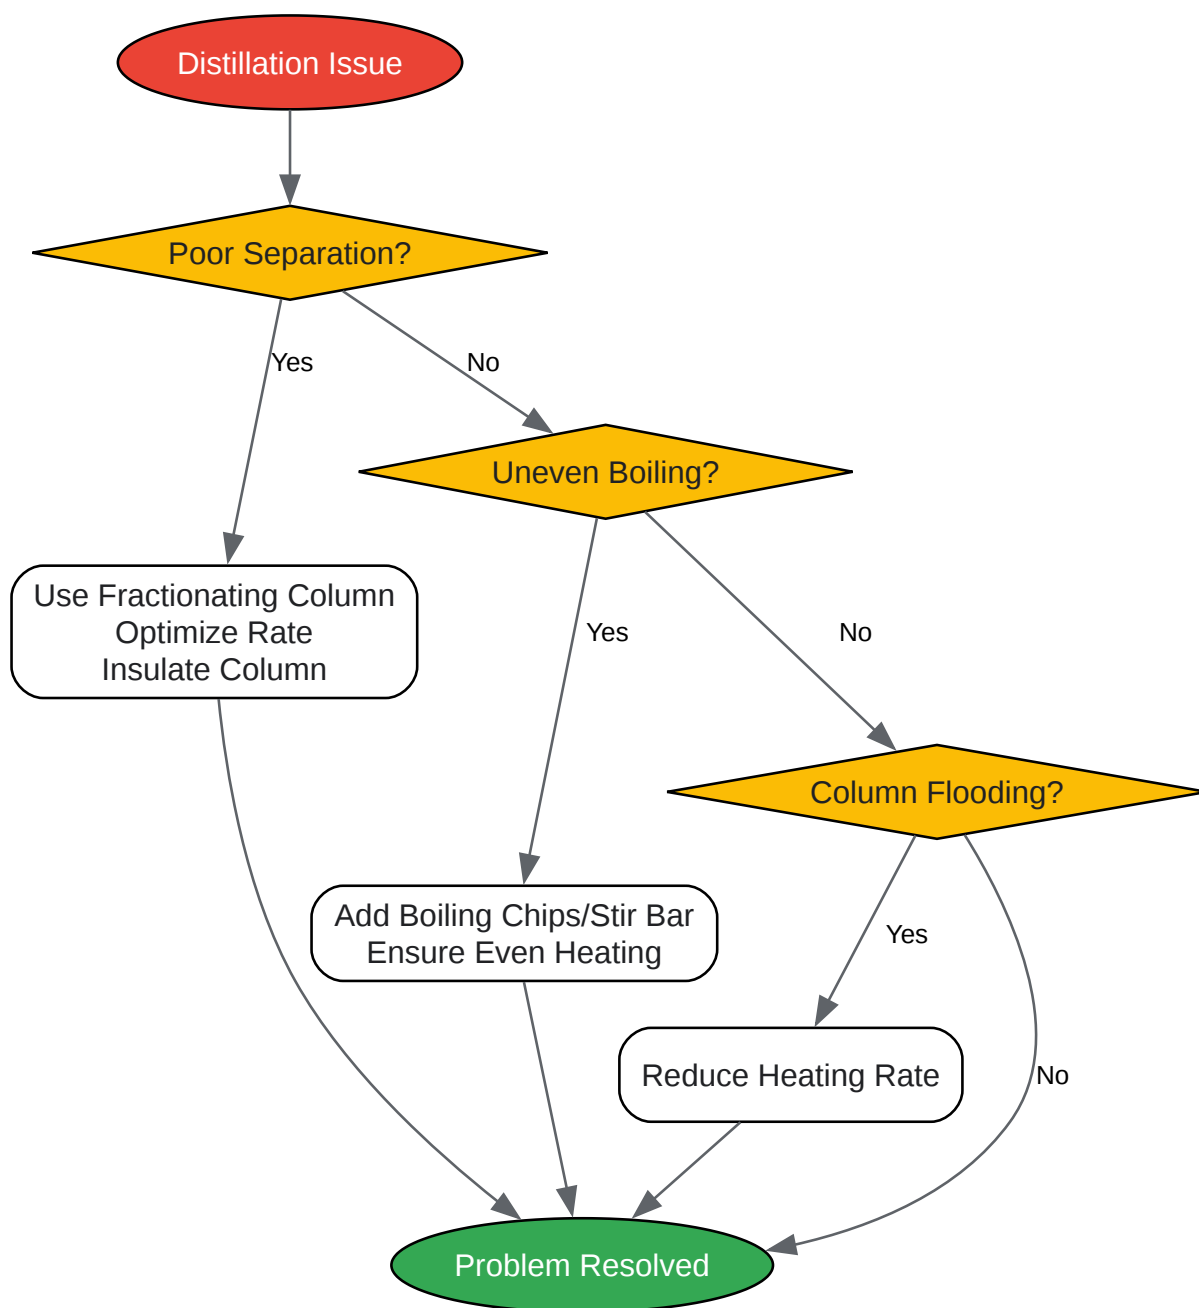 Distillation Issue
Poor Separation?
Yes
No
Uneven Boiling?
Use Fractionating Column
Optimize Rate
Insulate Column
Yes
No
Column Flooding?
Add Boiling Chips/Stir Bar
Ensure Even Heating
Yes
Reduce Heating Rate
No
Problem Resolved